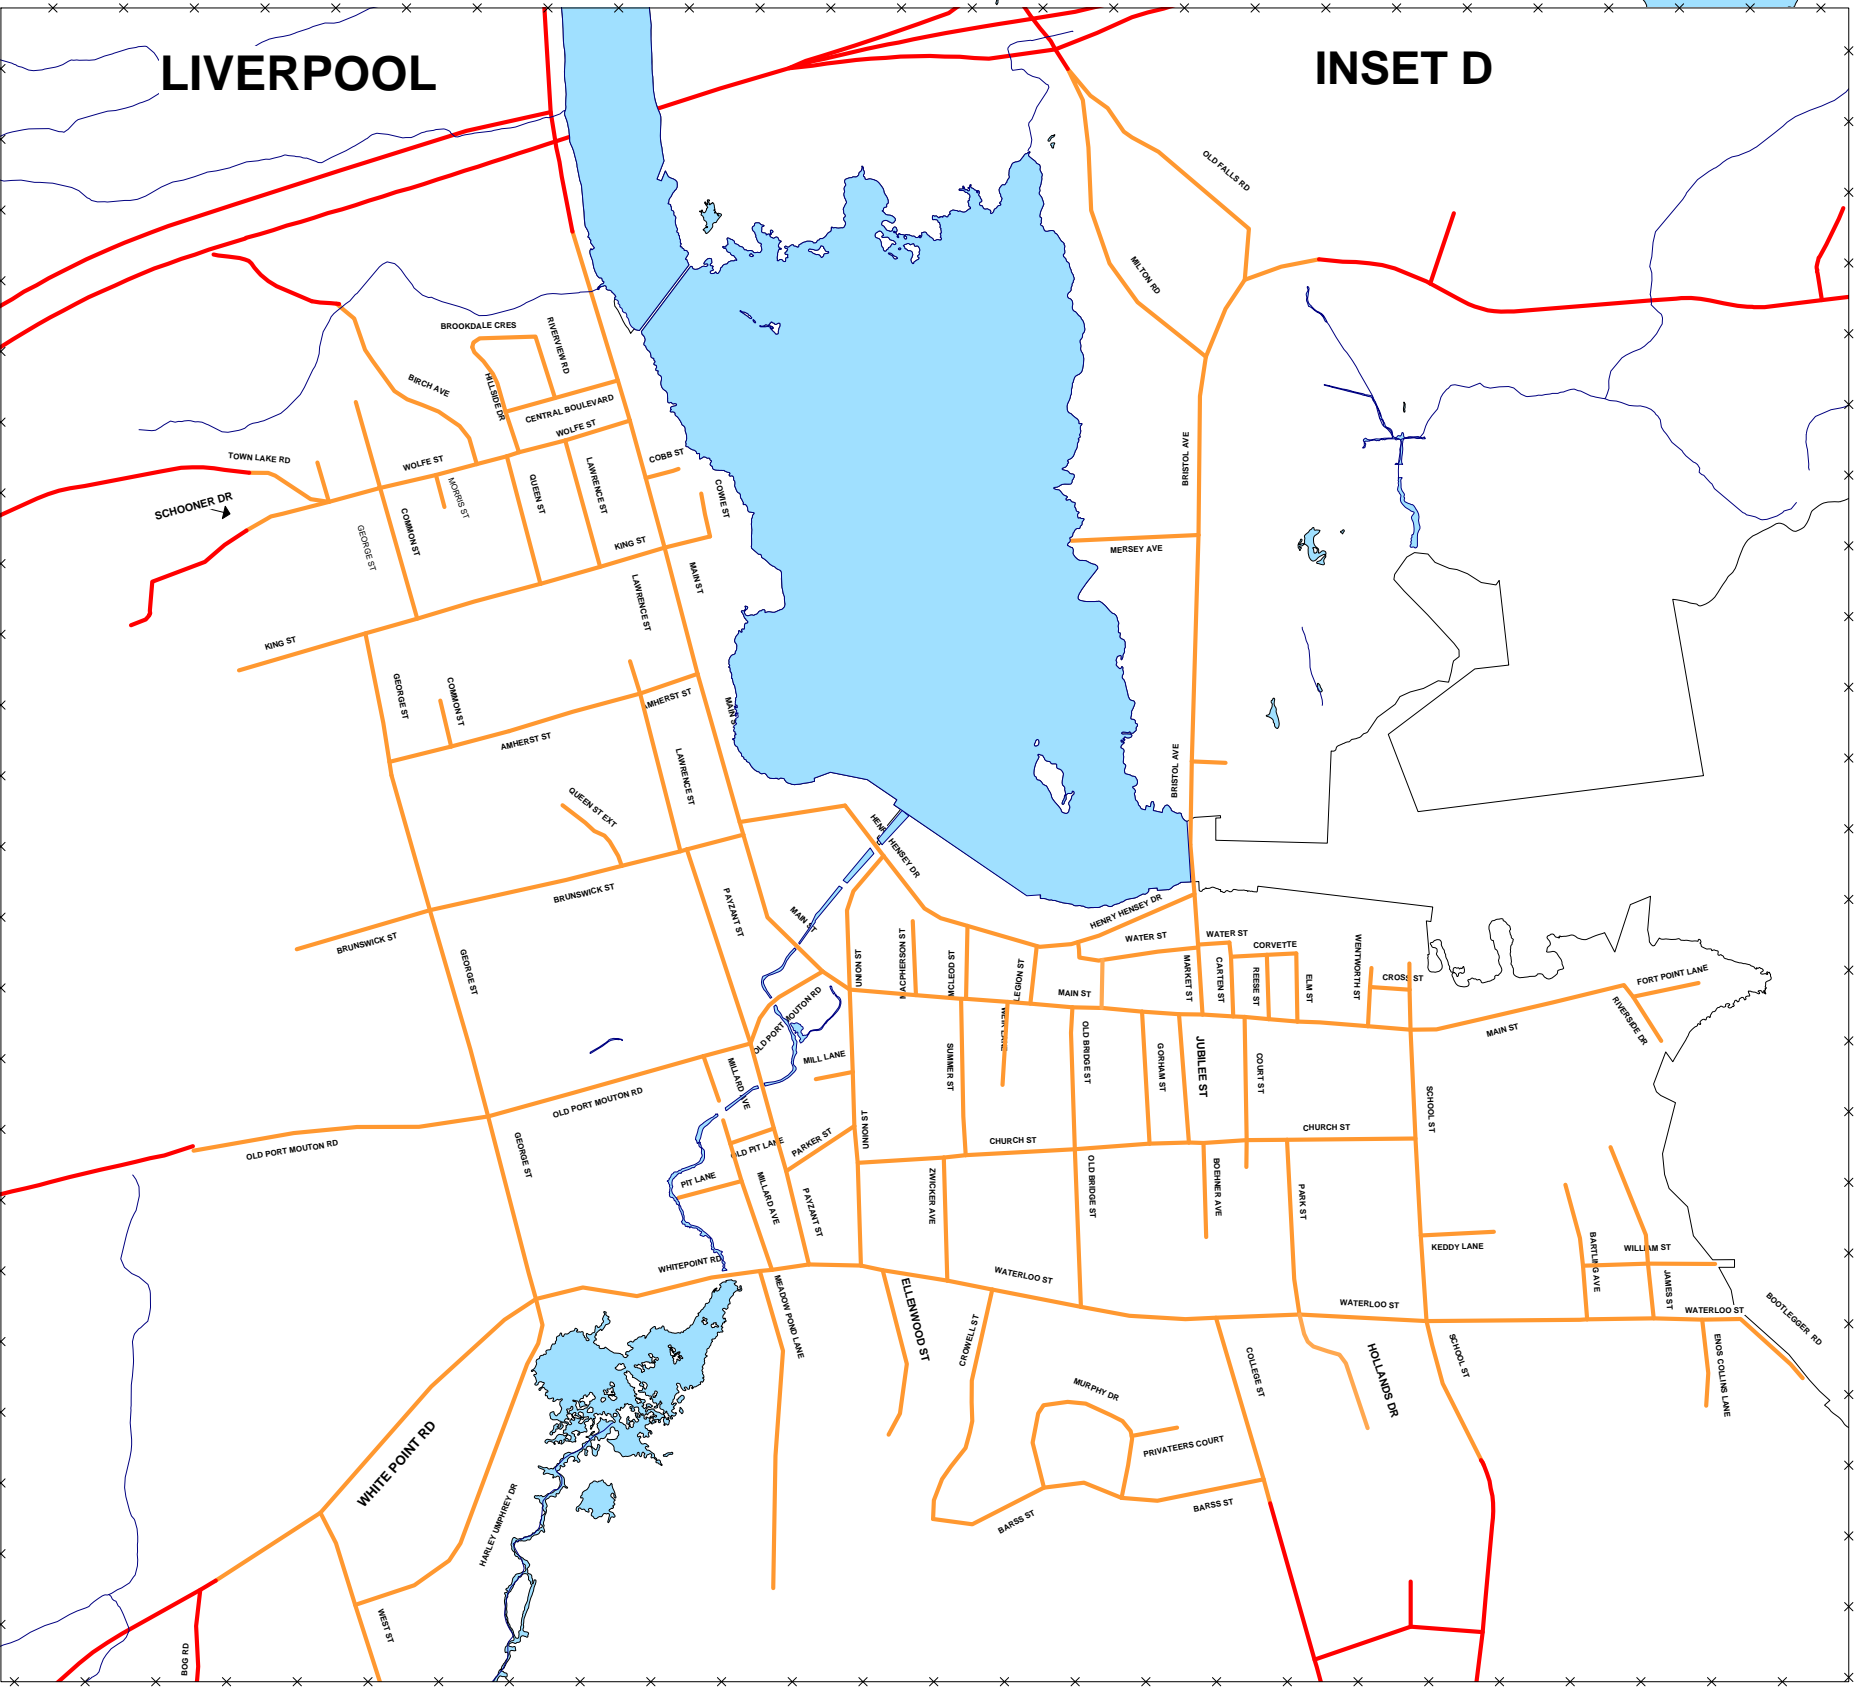 LIVERPOOL
INSET D
OLD FALLS RD
MILTON RD
BROOKDALE CRES
RIVERVIEW RD
BIRCH AVE
HILLSIDE DR
CENTRAL BOULEVARD
WOLFE ST
COBB ST
TOWN LAKE RD
WOLFE ST
MORRIS ST
QUEEN ST
LAWRENCE ST
COWIE ST
BRISTOL AVE
SCHOONER DR
GEORGE ST
COMMON ST
KING ST
MERSEY AVE
LAWRENCE ST
MAIN ST
KING ST
GEORGE ST
COMMON ST
AMHERST ST
MAIN S
AMHERST ST
LAWRENCE ST
BRISTOL AVE
QUEEN ST EXT
HENR
HENSEY DR
BRUNSWICK ST
PAYZANT ST
MAIN ST
HENRY HENSEY DR
BRUNSWICK ST
GEORGE ST
UNION ST
MACPHERSON ST
MCLEOD ST
LEGION ST
WATER ST
WATER ST
CORVETTE
MARKET ST
CARTEN ST
REESE ST
ELM ST
WENTWORTH ST
CROSS ST
FORT POINT LANE
RIVERSIDE DR
MAIN ST
MAIN ST
OLD PORT MOUTON RD
WEIR LANE
MILL LANE
MILLARD AVE
SUMMER ST
OLD BRIDGE ST
GORHAM ST
JUBILEE ST
COURT ST
SCHOOL ST
OLD PORT MOUTON RD
OLD PORT MOUTON RD
GEORGE ST
OLD PIT LANE
PARKER ST
UNION ST
CHURCH ST
CHURCH ST
PIT LANE
MILLARD AVE
PAYZANT ST
ZWICKER AVE
OLD BRIDGE ST
BOEHNER AVE
PARK ST
KEDDY LANE
BARTLING AVE
WILLIAM ST
JAMES ST
WHITEPOINT RD
WATERLOO ST
WATERLOO ST
WATERLOO ST
BOOTLEGGER RD
MEADOW POND LANE
ELLENWOOD ST
CROWELL ST
COLLEGE ST
HOLLANDS DR
SCHOOL ST
ENOS COLLINS LANE
MURPHY DR
PRIVATEERS COURT
BARSS ST
BARSS ST
WHITE POINT RD
HARLEY UMPHREY DR
WEST ST
BOG RD